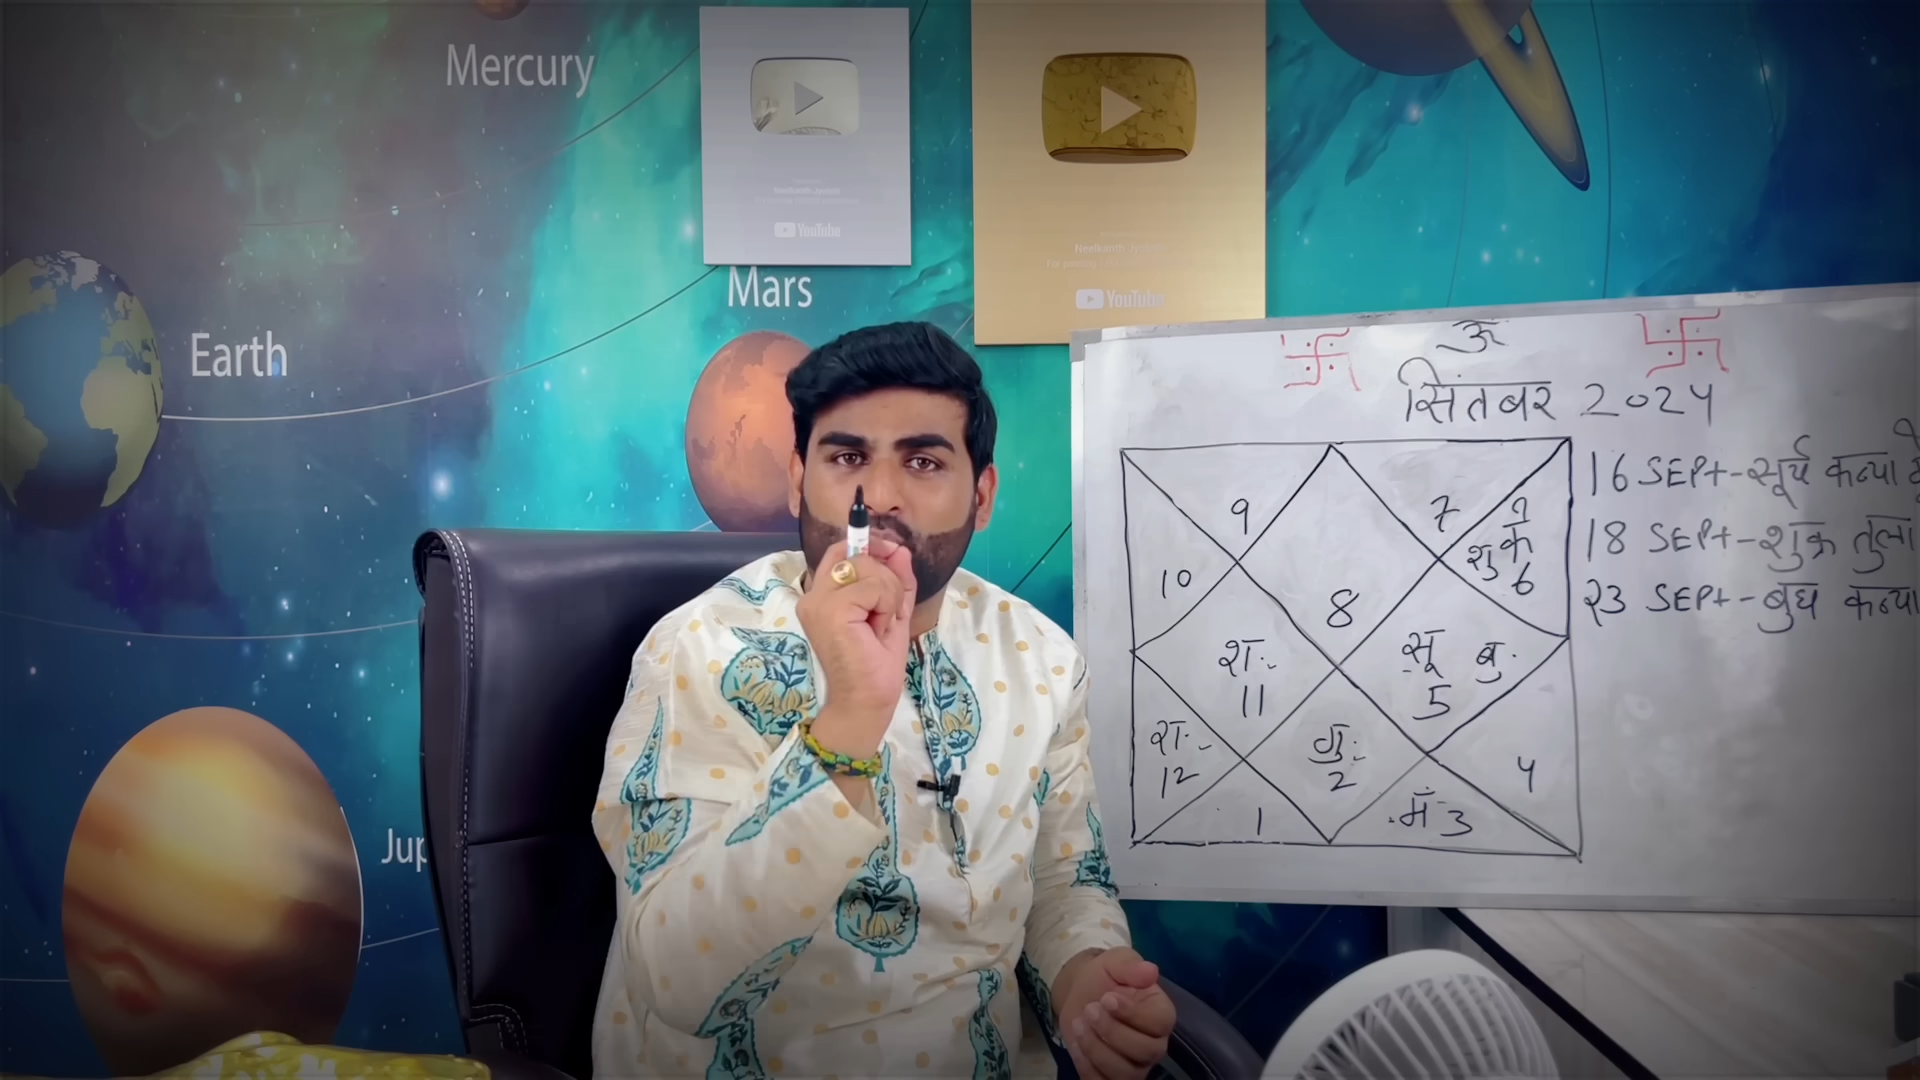 Mercury
YouTube
Mars
Neelkanth
YouTube
Earth
Jup
ॐ
सितंबर 2024
16 SEPT-सूर्य कन्या
18 SEPT-शुक्र तुला
23 SEPT-बुध कन्या
9
7
शु के
6
10
8
श.
11
सू बु.
5
12
गु.
2
4
1
मं 3